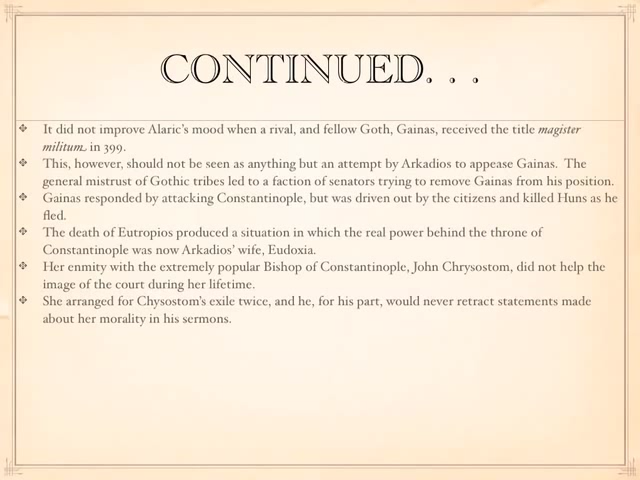 CONTINUED. . .
❖ It did not improve Alaric's mood when a rival, and fellow Goth, Gainas, received the title magister
militum in 399.
❖ This, however, should not be seen as anything but an attempt by Arkadios to appease Gainas. The
general mistrust of Gothic tribes led to a faction of senators trying to remove Gainas from his position.
❖ Gainas responded by attacking Constantinople, but was driven out by the citizens and killed Huns as he
fled.
❖ The death of Eutropios produced a situation in which the real power behind the throne of
Constantinople was now Arkadios' wife, Eudoxia.
❖ Her enmity with the extremely popular Bishop of Constantinople, John Chrysostom, did not help the
image of the court during her lifetime.
❖ She arranged for Chysostom's exile twice, and he, for his part, would never retract statements made
about her morality in his sermons.